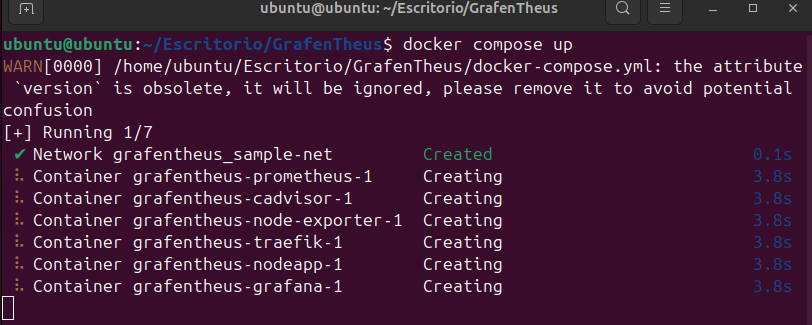 ubuntu@ubuntu: ~/Escritorio/GrafenTheus
ubuntu@ubuntu:~/Escritorio/GrafenTheus$ docker compose up
WARN[0000] /home/ubuntu/Escritorio/GrafenTheus/docker-compose.yml: the attribute
`version` is obsolete, it will be ignored, please remove it to avoid potential
confusion
[+] Running 1/7
✔ Network grafentheus_sample-net Created 0.1s
⠧ Container grafentheus-prometheus-1 Creating 3.8s
⠧ Container grafentheus-cadvisor-1 Creating 3.8s
⠧ Container grafentheus-node-exporter-1 Creating 3.8s
⠧ Container grafentheus-traefik-1 Creating 3.8s
⠧ Container grafentheus-nodeapp-1 Creating 3.8s
⠧ Container grafentheus-grafana-1 Creating 3.8s